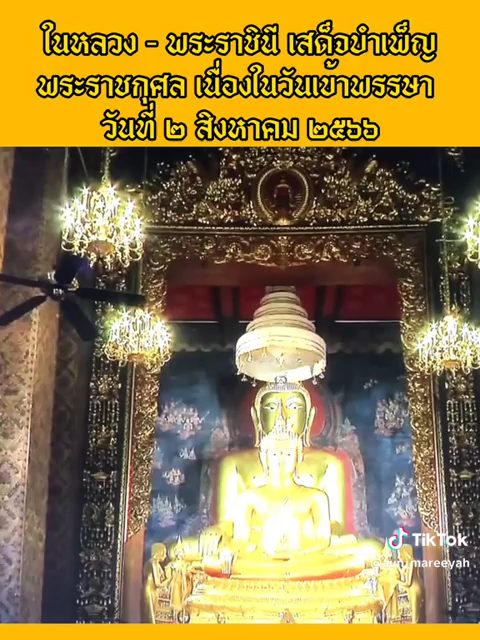 ในหลวง - พระราชินี เสด็จบำเพ็ญ
พระราชกุศล เนื่องในวันเข้าพรรษา
วันที่ ๒ สิงหาคม ๒๕๖๖
TikTok